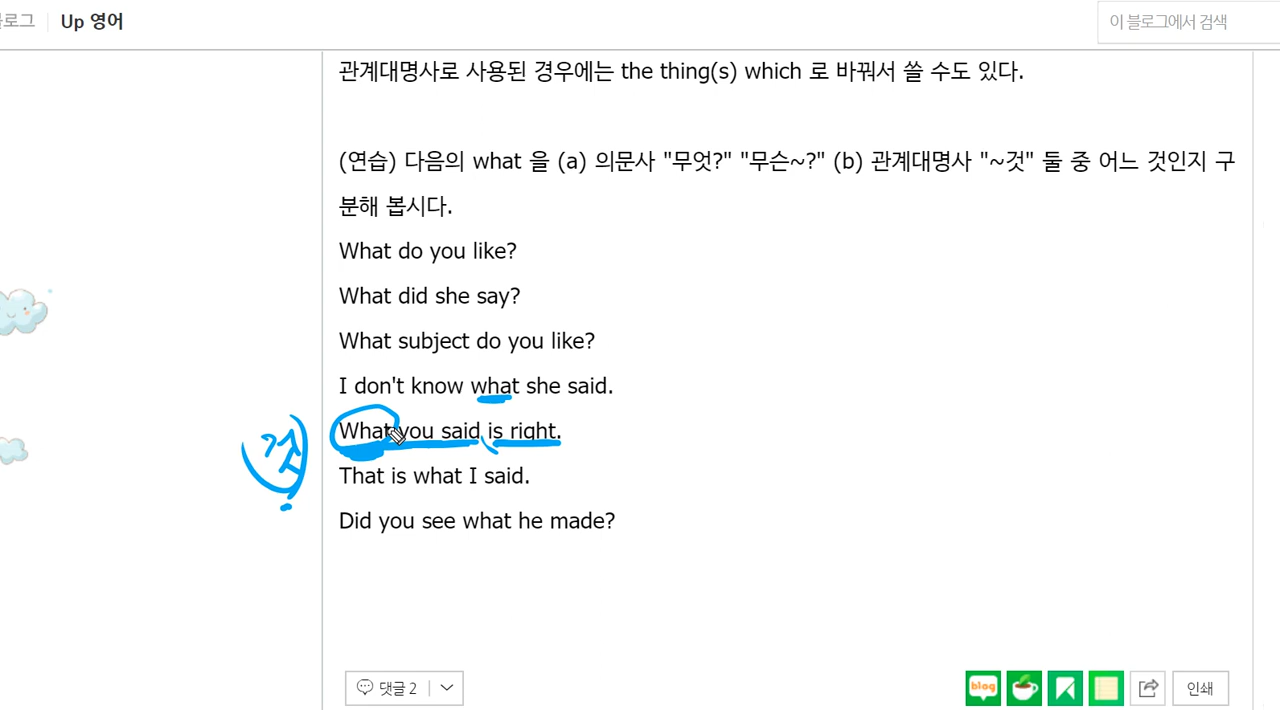 블로그 Up 영어
이 블로그에서 검색
관계대명사로 사용된 경우에는 the thing(s) which 로 바꿔서 쓸 수도 있다.
(연습) 다음의 what 을 (a) 의문사 "무엇?" "무슨~?" (b) 관계대명사 "~것" 둘 중 어느 것인지 구
분해 봅시다.
What do you like?
What did she say?
What subject do you like?
I don't know what she said.
것 What you said is right.
That is what I said.
Did you see what he made?
댓글 2
blog
인쇄